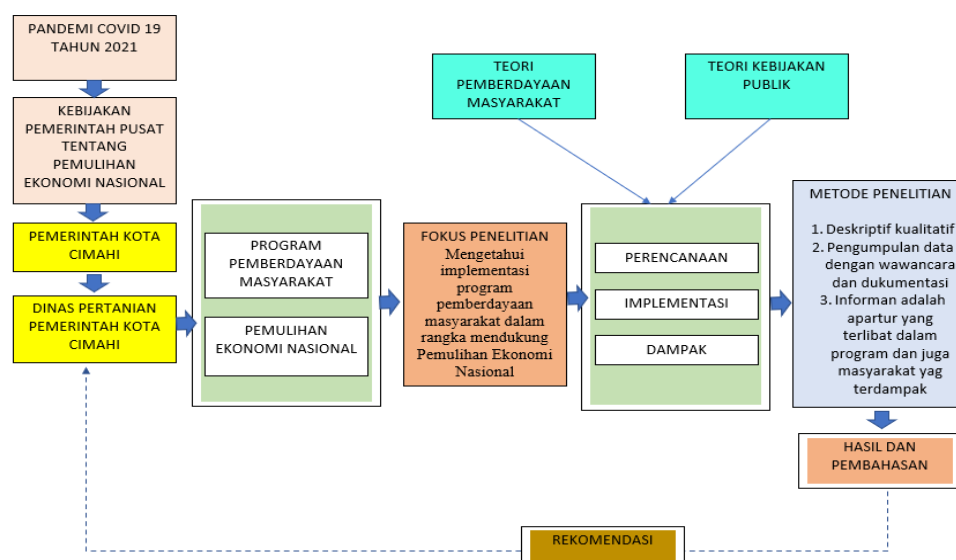 PANDEMI COVID 19
TAHUN 2021
KEBIJAKAN
PEMERINTAH PUSAT
TENTANG
PEMULIHAN
EKONOMI NASIONAL
PEMERINTAH KOTA
CIMAHI
DINAS PERTANIAN
PEMERINTAH KOTA
CIMAHI
PROGRAM
PEMBERDAYAAN
MASYARAKAT
PEMULIHAN
EKONOMI NASIONAL
FOKUS PENELITIAN
Mengetahui
implementasi
program
pemberdayaan
masyarakat dalam
rangka mendukung
Pemulihan Ekonomi
Nasional
TEORI
PEMBERDAYAAN
MASYARAKAT
TEORI KEBIJAKAN
PUBLIK
PERENCANAAN
IMPLEMENTASI
DAMPAK
METODE PENELITIAN
1. Deskriptif kualitatif
2. Pengumpulan data
dengan wawancara
dan dukumentasi
3. Informan adalah
apartur yang
terlibat dalam
program dan juga
masyarakat yag
terdampak
HASIL DAN
PEMBAHASAN
REKOMENDASI